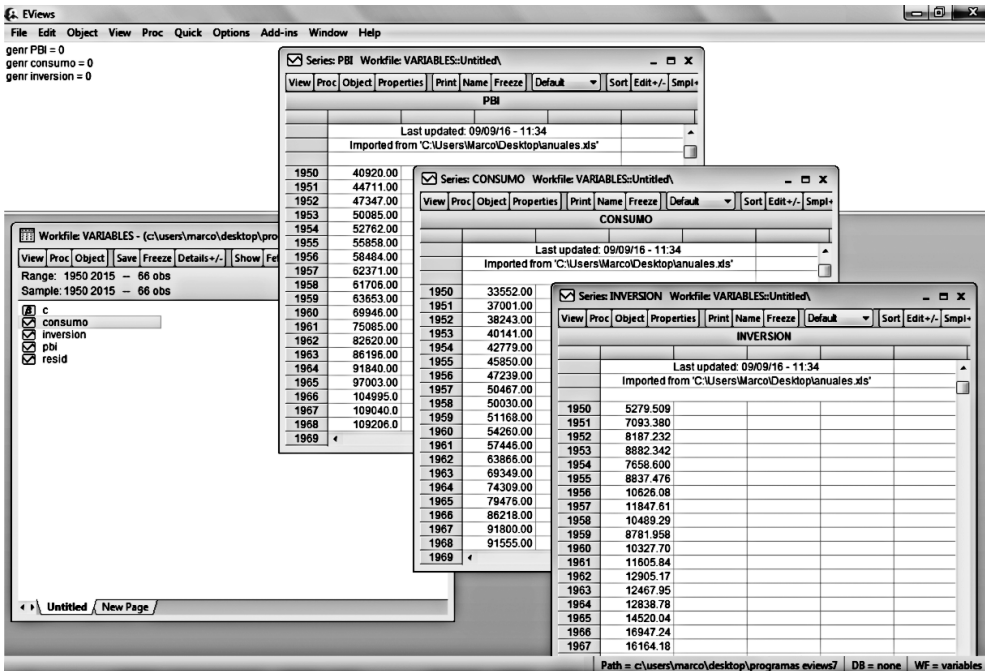 EViews
File Edit Object View Proc Quick Options Add-ins Window Help
genr PBI = 0
genr consumo = 0
genr inversion = 0
Series: PBI Workfile: VARIABLES::Untitled\
View Proc Object Properties Print Name Freeze Default Sort Edit+/- Smpl+
PBI
Last updated: 09/09/16 - 11:34
Imported from 'C:\Users\Marco\Desktop\anuales.xls'
1950 40920.00
1951 44711.00
1952 47347.00
1953 50085.00
1954 52762.00
1955 55858.00
1956 58484.00
1957 62371.00
1958 61706.00
1959 63653.00
1960 69946.00
1961 75085.00
1962 82620.00
1963 86196.00
1964 91840.00
1965 97003.00
1966 104995.0
1967 109040.0
1968 109206.0
1969
Series: CONSUMO Workfile: VARIABLES::Untitled\
View Proc Object Properties Print Name Freeze Default Sort Edit+/- Smpl+
CONSUMO
Last updated: 09/09/16 - 11:34
Imported from 'C:\Users\Marco\Desktop\anuales.xls'
1950 33552.00
1951 37001.00
1952 38243.00
1953 40141.00
1954 42779.00
1955 45850.00
1956 47239.00
1957 50467.00
1958 50030.00
1959 51168.00
1960 54260.00
1961 57446.00
1962 63866.00
1963 69349.00
1964 74309.00
1965 79476.00
1966 86218.00
1967 91800.00
1968 91555.00
1969
Series: INVERSION Workfile: VARIABLES::Untitled\
View Proc Object Properties Print Name Freeze Default Sort Edit+/- Smpl+
INVERSION
Last updated: 09/09/16 - 11:34
Imported from 'C:\Users\Marco\Desktop\anuales.xls'
1950 5279.509
1951 7093.380
1952 8187.232
1953 8882.342
1954 7658.600
1955 8837.476
1956 10626.08
1957 11847.61
1958 10489.29
1959 8781.958
1960 10327.70
1961 11605.84
1962 12905.17
1963 12467.95
1964 12838.78
1965 14520.04
1966 16947.24
1967 16164.18
Workfile: VARIABLES - (c:\users\marco\desktop\pro
View Proc Object Save Freeze Details+/- Show Fet
Range: 1950 2015 -- 66 obs
Sample: 1950 2015 -- 66 obs
c
consumo
inversion
pbi
resid
Untitled New Page
Path = c:\users\marco\desktop\programas eviews7 DB = none WF = variables